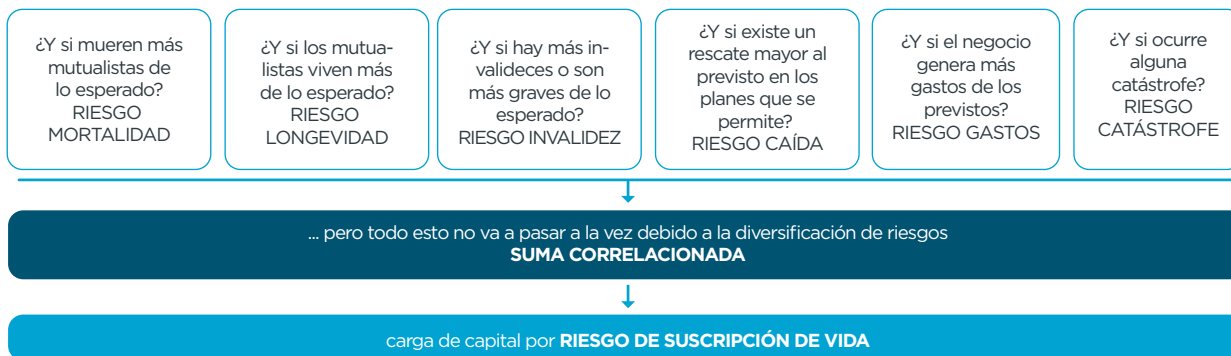 ¿Y si mueren más
mutualistas de
lo esperado?
RIESGO
MORTALIDAD
¿Y si los mutua-
listas viven más
de lo esperado?
RIESGO
LONGEVIDAD
¿Y si hay más in-
valideces o son
más graves de lo
esperado?
RIESGO INVALIDEZ
¿Y si existe un
rescate mayor al
previsto en los
planes que se
permite?
RIESGO CAÍDA
¿Y si el negocio
genera más
gastos de los
previstos?
RIESGO GASTOS
¿Y si ocurre
alguna
catástrofe?
RIESGO
CATÁSTROFE
... pero todo esto no va a pasar a la vez debido a la diversificación de riesgos
SUMA CORRELACIONADA
carga de capital por RIESGO DE SUSCRIPCIÓN DE VIDA